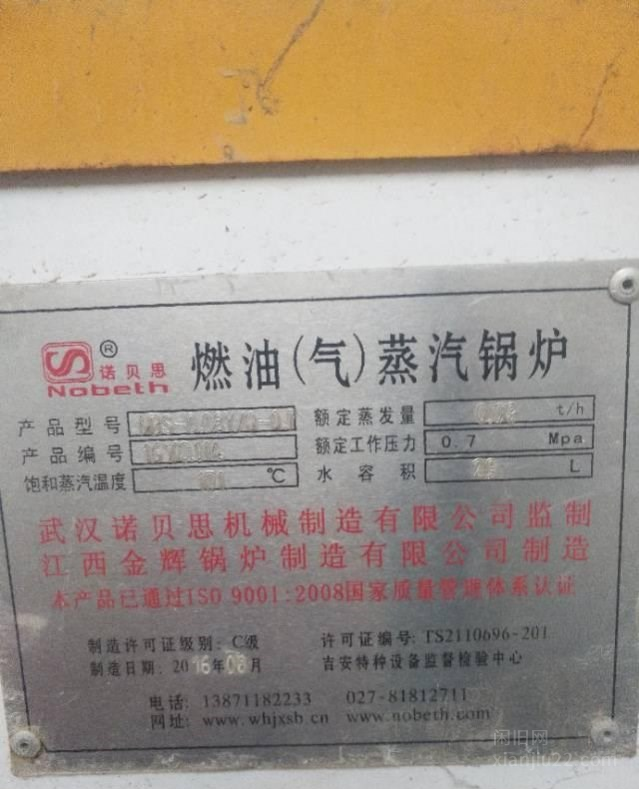 ® 诺贝思
Nobeth
燃油(气)蒸汽锅炉
产品型号 额定蒸发量 t/h
产品编号 额定工作压力 0.7 Mpa
饱和蒸汽温度 ℃ 水容积 L
武汉诺贝思机械制造有限公司监制
江西金辉锅炉制造有限公司制造
本产品已通过ISO 9001:2008国家质量管理体系认证
制造许可证级别: C级 许可证编号: TS2110696-201
制造日期: 2016年08月 吉安特种设备监督检验中心
电话: 13871182233 027-81812711
网址: www.whjxsb.cn www.nobeth.com
闲旧网
xianjiu22.com